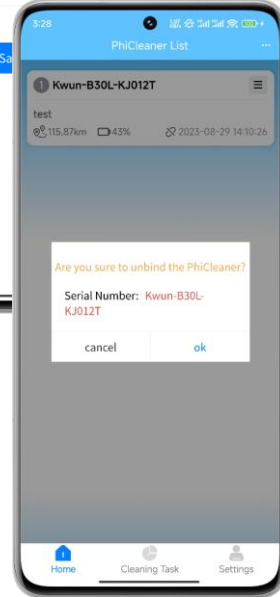 Sa
3:28
PhiCleaner List
1 Kwun-B30L-KJ012T
test
115.87km 43% 2023-08-29 14:10:26
Are you sure to unbind the PhiCleaner?
Serial Number: Kwun-B30L-
KJ012T
cancel ok
Home Cleaning Task Settings